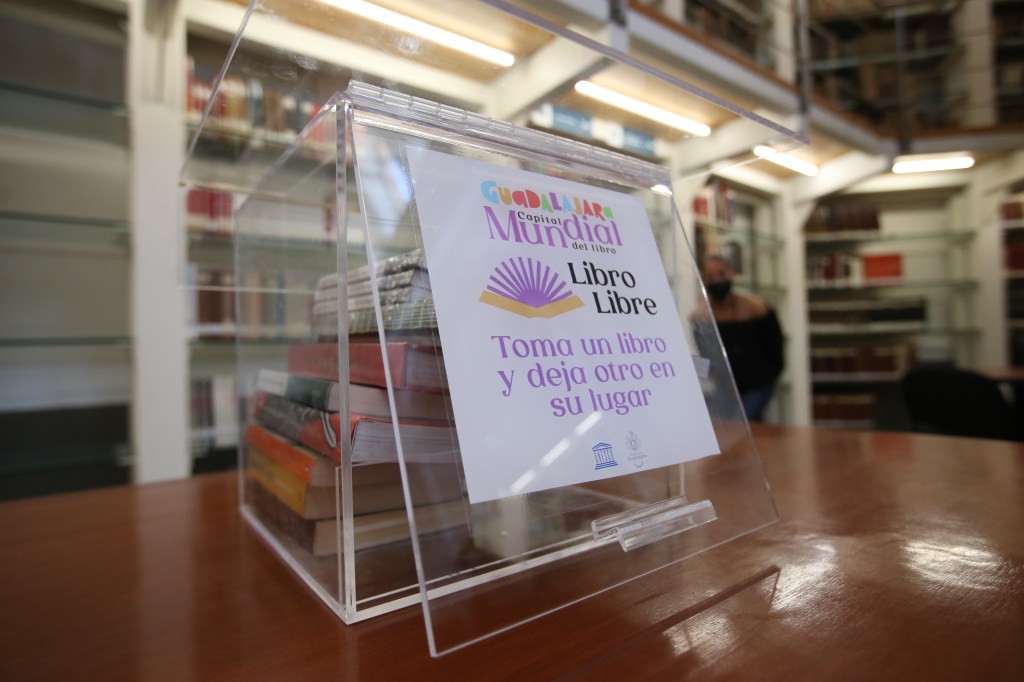 GUADALAJARA
Capital
Mundial
del libro
Libro
Libre
Toma un libro
y deja otro en
su lugar